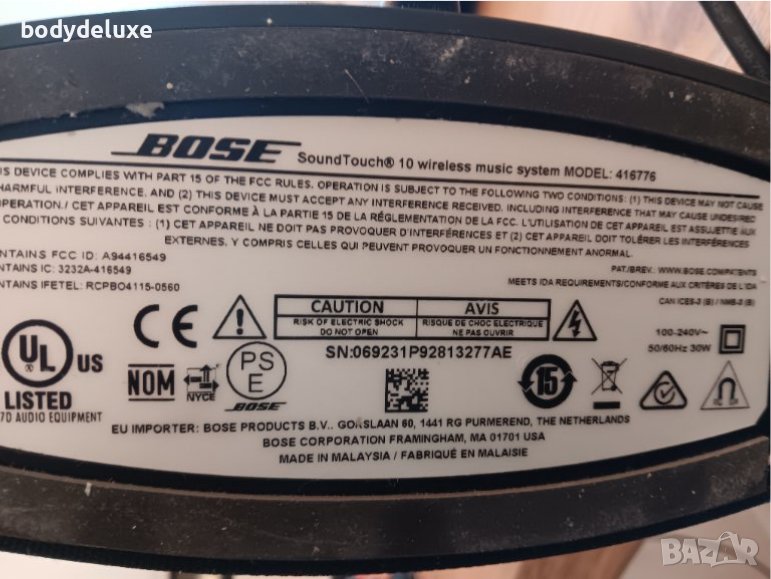 bodydeluxe
BOSE SoundTouch® 10 wireless music system MODEL: 416776
DEVICE COMPLIES WITH PART 15 OF THE FCC RULES. OPERATION IS SUBJECT TO THE FOLLOWING TWO CONDITIONS: (1) THIS DEVICE MAY NOT CAUSE
HARMFUL INTERFERENCE, AND (2) THIS DEVICE MUST ACCEPT ANY INTERFERENCE RECEIVED, INCLUDING INTERFERENCE THAT MAY CAUSE UNDESIRED
OPERATION./ CET APPAREIL EST CONFORME À LA PARTIE 15 DE LA RÉGLEMENTATION DE LA FCC. L'UTILISATION DE CET APPAREIL EST ASSUJETTIE AUX
CONDITIONS SUIVANTES : (1) CET APPAREIL NE DOIT PAS PROVOQUER D'INTERFÉRENCES ET (2) CET APPAREIL DOIT TOLÉRER LES INTERFÉRENCES
EXTERNES, Y COMPRIS CELLES QUI PEUVENT PROVOQUER UN FONCTIONNEMENT ANORMAL.
FCC ID: A94416549
IC: 3232A-416549
IFETEL: RCPBO4115-0560
PAT./BREV.: WWW.BOSE.COM/PATENTS
MEETS IDA REQUIREMENTS/CONFORME AUX CRITÈRES DE L'IDA
CAN ICES-3 (B) / NMB-3 (B)
UL US
LISTED
7D AUDIO EQUIPMENT
CE
CAUTION
RISK OF ELECTRIC SHOCK
DO NOT OPEN
AVIS
RISQUE DE CHOC ELECTRIQUE
NE PAS OUVRIR
100-240V~
50/60Hz 30W
NOM
NYCE
PS
E
BOSE
SN:069231P92813277AE
15
EU IMPORTER: BOSE PRODUCTS B.V., GORSLAAN 60, 1441 RG PURMEREND, THE NETHERLANDS
BOSE CORPORATION FRAMINGHAM, MA 01701 USA
MADE IN MALAYSIA / FABRIQUÉ EN MALAISIE
BAZAR